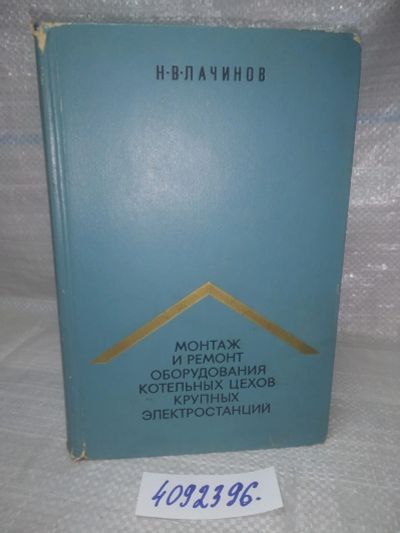 Н·В·ЛАЧИНОВ
МОНТАЖ
И РЕМОНТ
ОБОРУДОВАНИЯ
КОТЕЛЬНЫХ ЦЕХОВ
КРУПНЫХ
ЭЛЕКТРОСТАНЦИЙ
4092396.